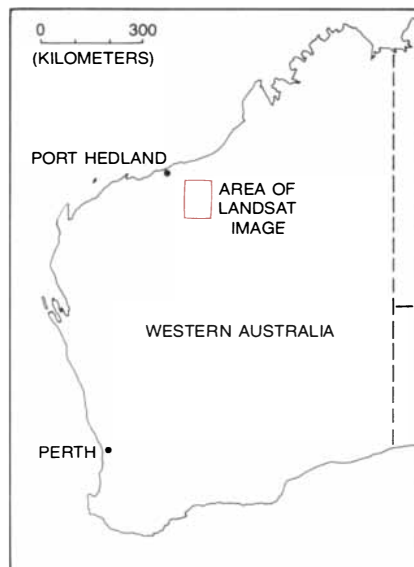 0 300
(KILOMETERS)
PORT HEDLAND
AREA OF
LANDSAT
IMAGE
WESTERN AUSTRALIA
PERTH